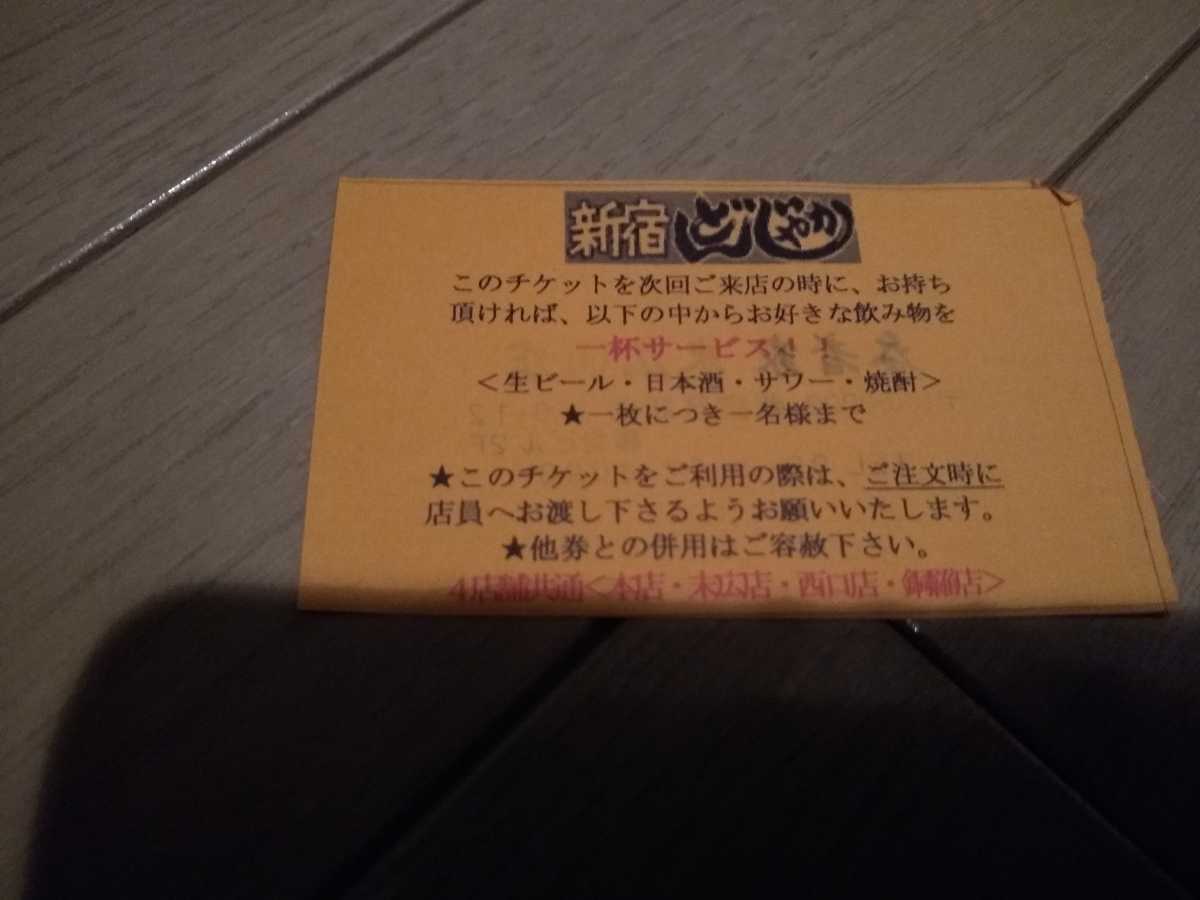 新宿どじゃか
このチケットを次回ご来店の時に、お持ち
頂ければ、以下の中からお好きな飲み物を
一杯サービス!!
<生ビール・日本酒・サワー・焼酎>
★一枚につき一名様まで
★このチケットをご利用の際は、ご注文時に
店員へお渡し下さるようお願いいたします。
★他券との併用はご容赦下さい。
4店舗共通<本店・末広店・西口店・銅羅店>